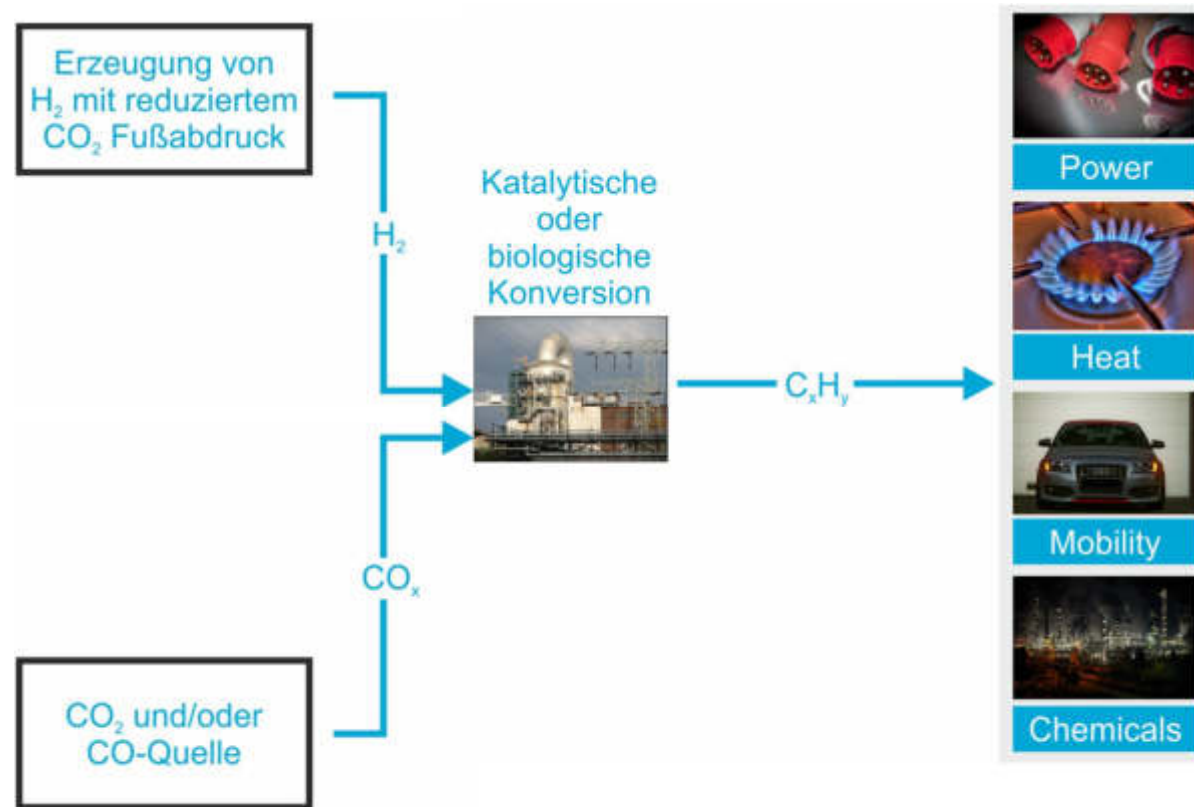 Erzeugung von
H₂ mit reduziertem
CO₂ Fußabdruck
H₂
Katalytische
oder
biologische
Konversion
CₓHᵧ
COₓ
CO₂ und/oder
CO-Quelle
Power
Heat
Mobility
Chemicals